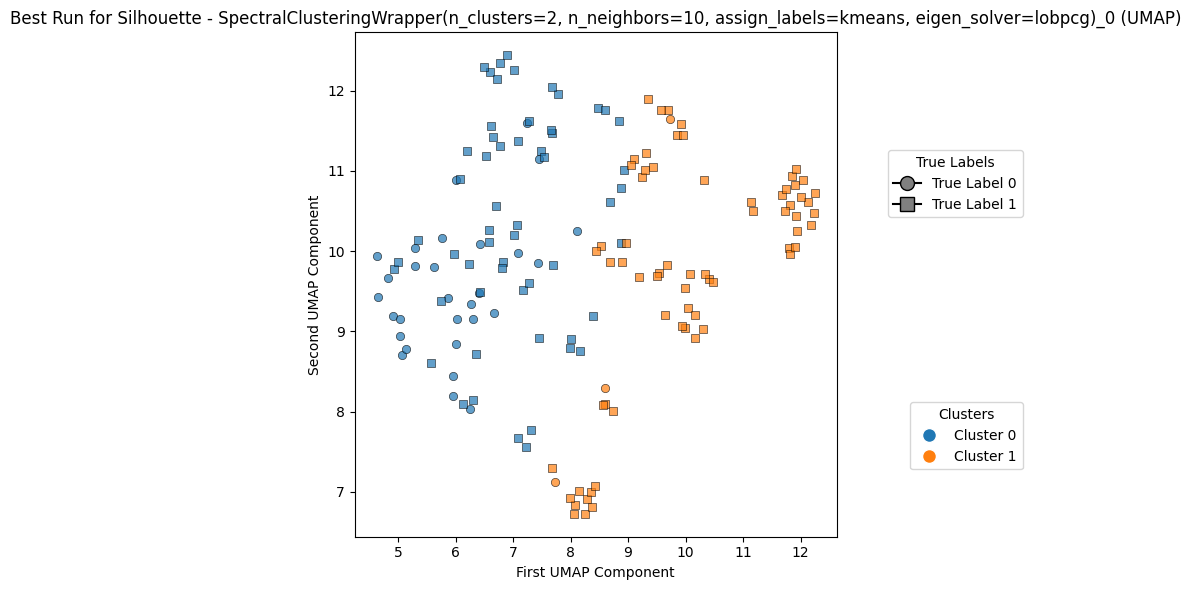 Best Run for Silhouette - SpectralClusteringWrapper(n_clusters=2, n_neighbors=10, assign_labels=kmeans, eigen_solver=lobpcg)_0 (UMAP)
12
11
10
9
8
7
Second UMAP Component
5 6 7 8 9 10 11 12
First UMAP Component
True Labels
True Label 0
True Label 1
Clusters
Cluster 0
Cluster 1